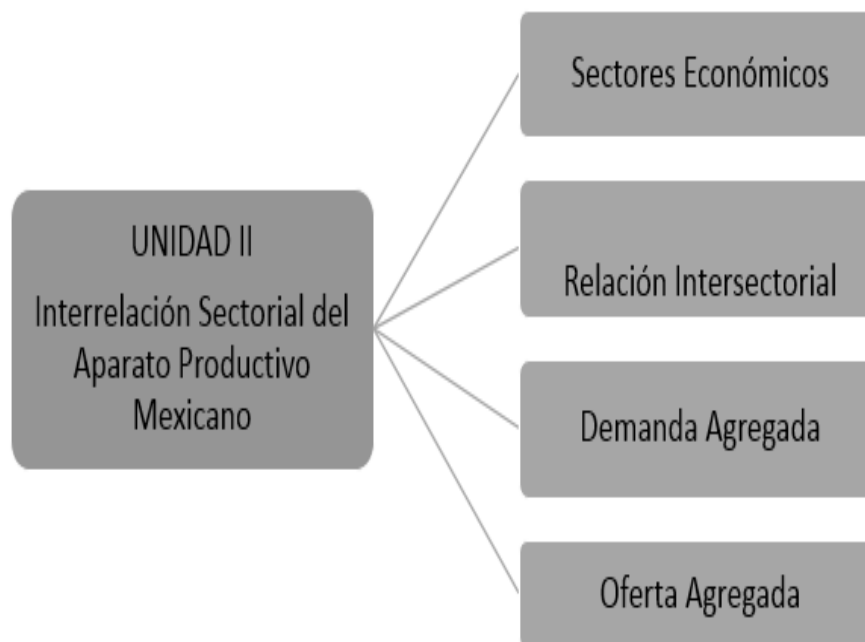 UNIDAD II
Interrelación Sectorial del
Aparato Productivo
Mexicano
Sectores Económicos
Relación Intersectorial
Demanda Agregada
Oferta Agregada